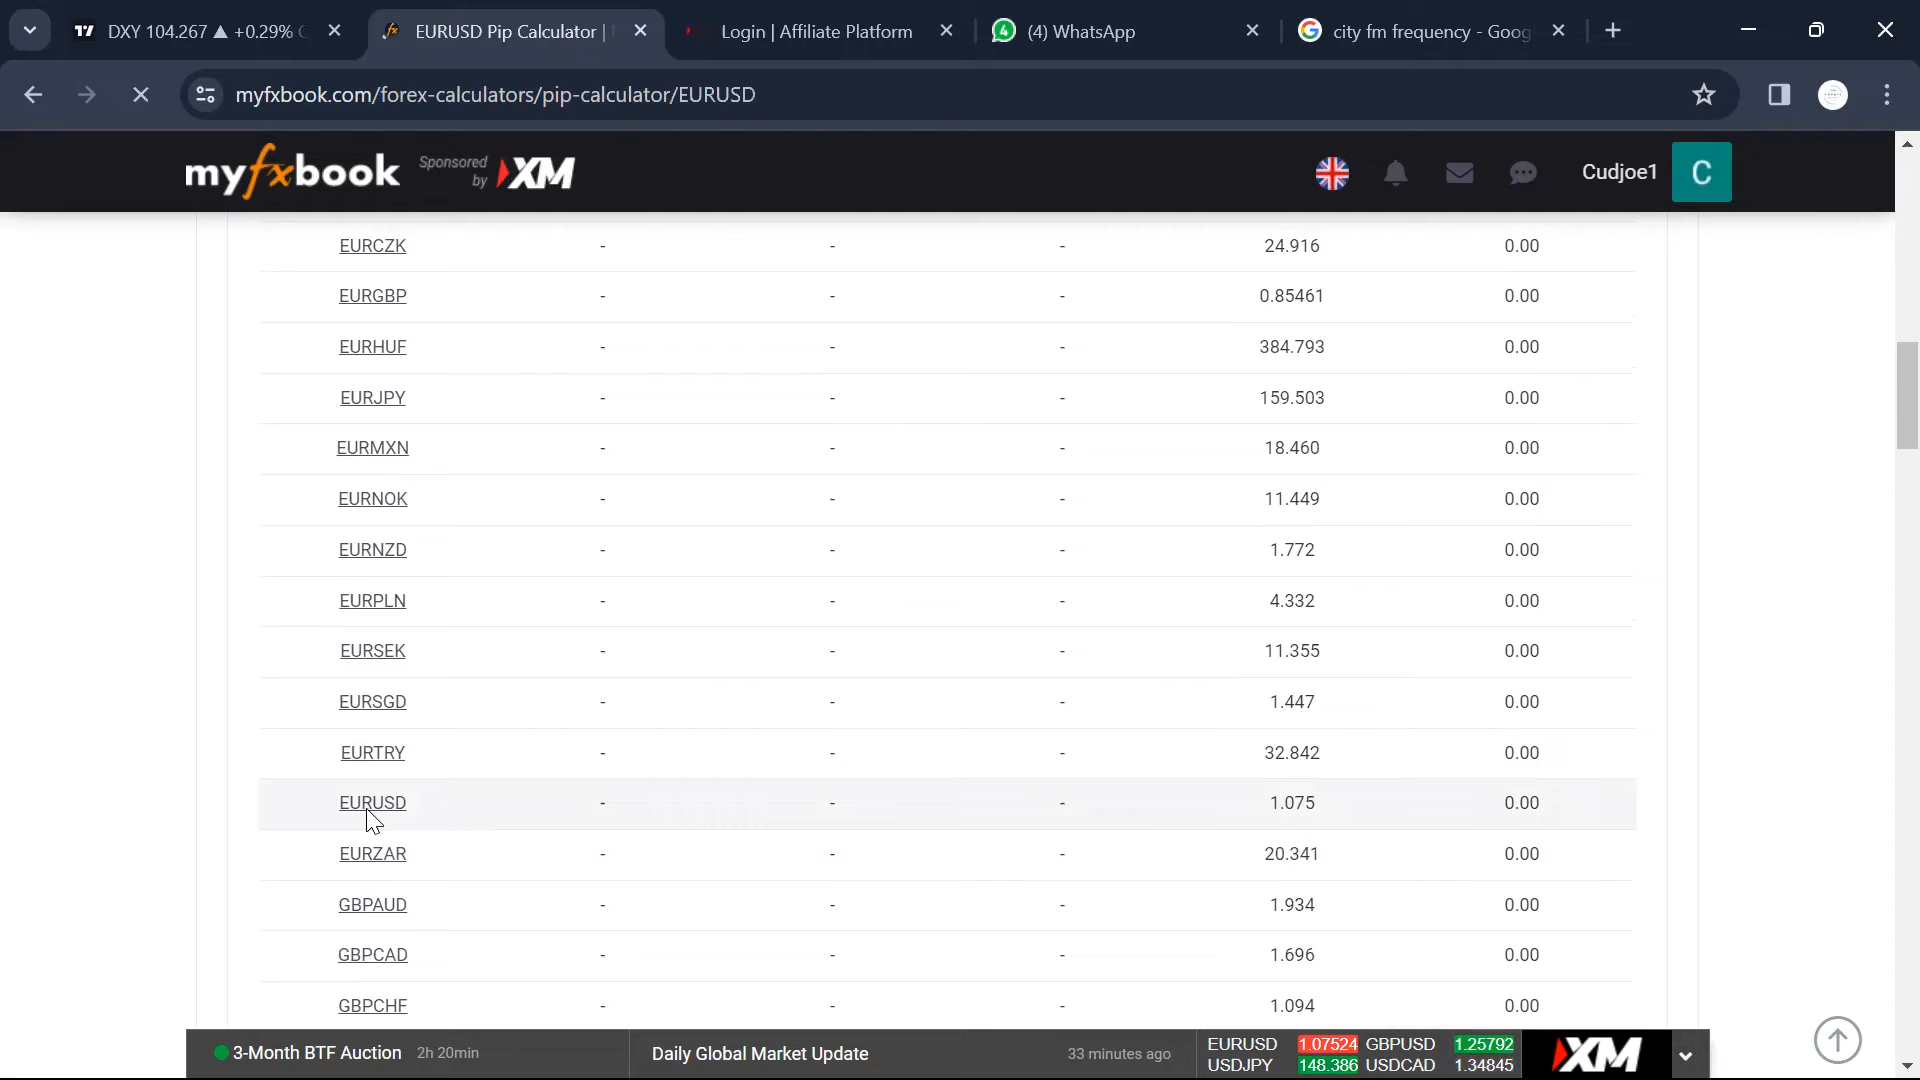 DXY 104.267 ▲ +0.29%
EURUSD Pip Calculator |
Login | Affiliate Platform
(4) WhatsApp
city fm frequency - Goog
myfxbook.com/forex-calculators/pip-calculator/EURUSD
myfxbook Sponsored by XM
Cudjoe1 C
EURCZK - - - 24.916 0.00
EURGBP - - - 0.85461 0.00
EURHUF - - - 384.793 0.00
EURJPY - - - 159.503 0.00
EURMXN - - - 18.460 0.00
EURNOK - - - 11.449 0.00
EURNZD - - - 1.772 0.00
EURPLN - - - 4.332 0.00
EURSEK - - - 11.355 0.00
EURSGD - - - 1.447 0.00
EURTRY - - - 32.842 0.00
EURUSD - - - 1.075 0.00
EURZAR - - - 20.341 0.00
GBPAUD - - - 1.934 0.00
GBPCAD - - - 1.696 0.00
GBPCHF - - - 1.094 0.00
3-Month BTF Auction 2h 20min
Daily Global Market Update 33 minutes ago
EURUSD 1.07524 GBPUSD 1.25792
USDJPY 148.386 USDCAD 1.34845
XM